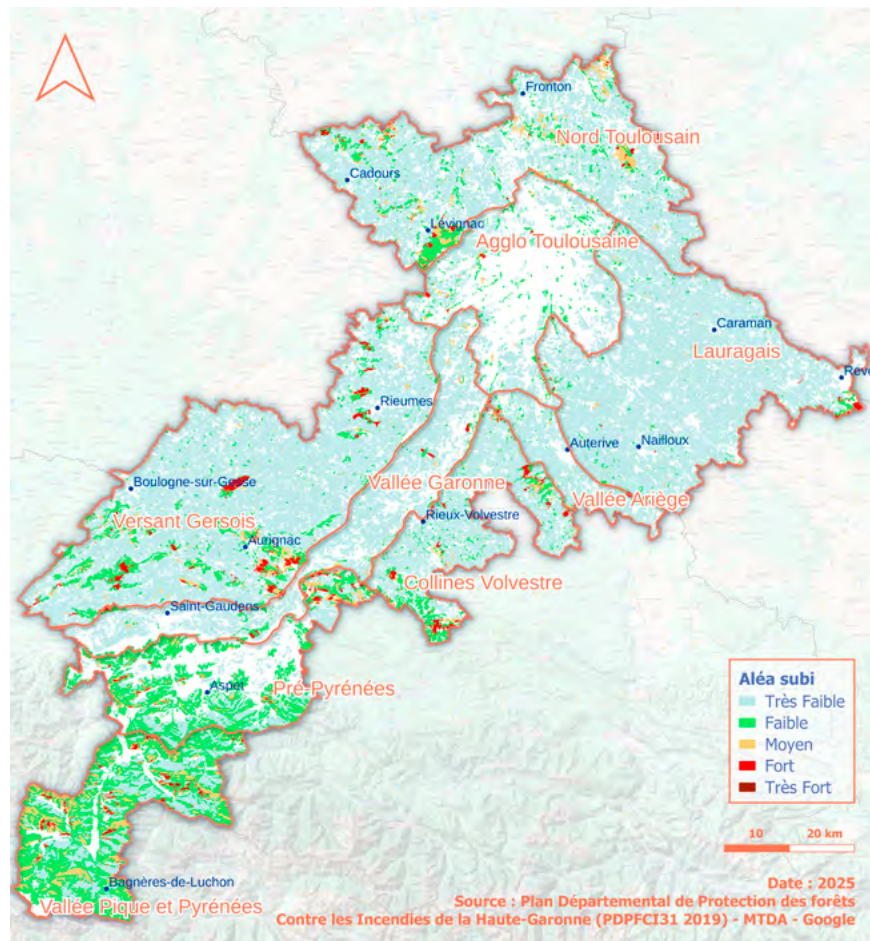 Fronton
Nord Toulousain
Cadours
Lévignac
Agglo Toulousaine
Caraman
Lauragais
Reve
Rieumes
Auterive
Nailloux
Vallée Garonne
Boulogne-sur-Gesse
Vallée Ariège
Versant Gersois
Rieux-Volvestre
Aurignac
Collines Volvestre
Saint-Gaudens
Aspet
Pré-Pyrénées
Aléa subi
Très Faible
Faible
Moyen
Fort
Très Fort
10 20 km
Bagnères-de-Luchon
Vallée Pique et Pyrénées
Date : 2025
Source : Plan Départemental de Protection des forêts
Contre les Incendies de la Haute-Garonne (PDPFCI31 2019) - MTDA - Google